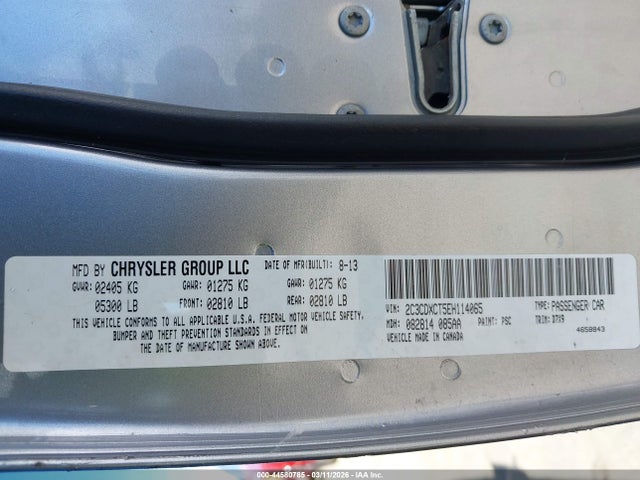 MFD BY CHRYSLER GROUP LLC DATE OF MFR(BUILT): 8-13
GVWR: 02405 KG GAWR: 01275 KG GAWR: 01275 KG
05300 LB FRONT: 02810 LB REAR: 02810 LB
THIS VEHICLE CONFORMS TO ALL APPLICABLE U.S.A. FEDERAL MOTOR VEHICLE SAFETY,
BUMPER AND THEFT PREVENTION STANDARDS IN EFFECT ON
THE DATE OF MANUFACTURE SHOWN ABOVE.
VIN: 2C3CDXCT5EH114065 TYPE: PASSENGER CAR
MDH: 082814 085AA PAINT: PSC TRIM: D7X9
VEHICLE MADE IN CANADA 4658843
000-44580785 - 03/11/2026 - IAA Inc.